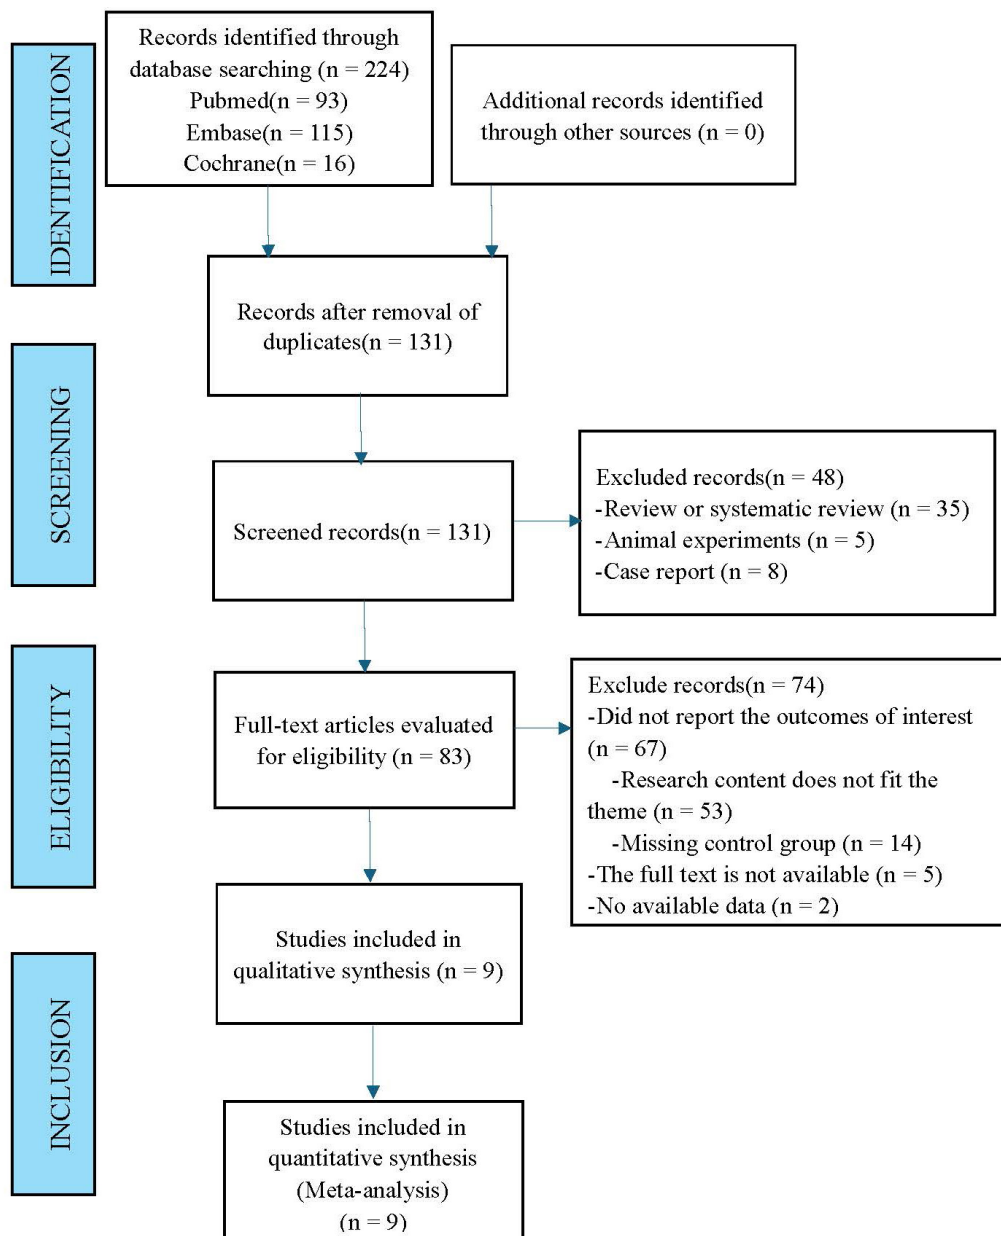 IDENTIFICATION
Records identified through
database searching (n = 224)
Pubmed(n = 93)
Embase(n = 115)
Cochrane(n = 16)
Additional records identified
through other sources (n = 0)
Records after removal of
duplicates(n = 131)
SCREENING
Screened records(n = 131)
Excluded records(n = 48)
-Review or systematic review (n = 35)
-Animal experiments (n = 5)
-Case report (n = 8)
ELIGIBILITY
Full-text articles evaluated
for eligibility (n = 83)
Exclude records(n = 74)
-Did not report the outcomes of interest
(n = 67)
-Research content does not fit the
theme (n = 53)
-Missing control group (n = 14)
-The full text is not available (n = 5)
-No available data (n = 2)
Studies included in
qualitative synthesis (n = 9)
INCLUSION
Studies included in
quantitative synthesis
(Meta-analysis)
(n = 9)